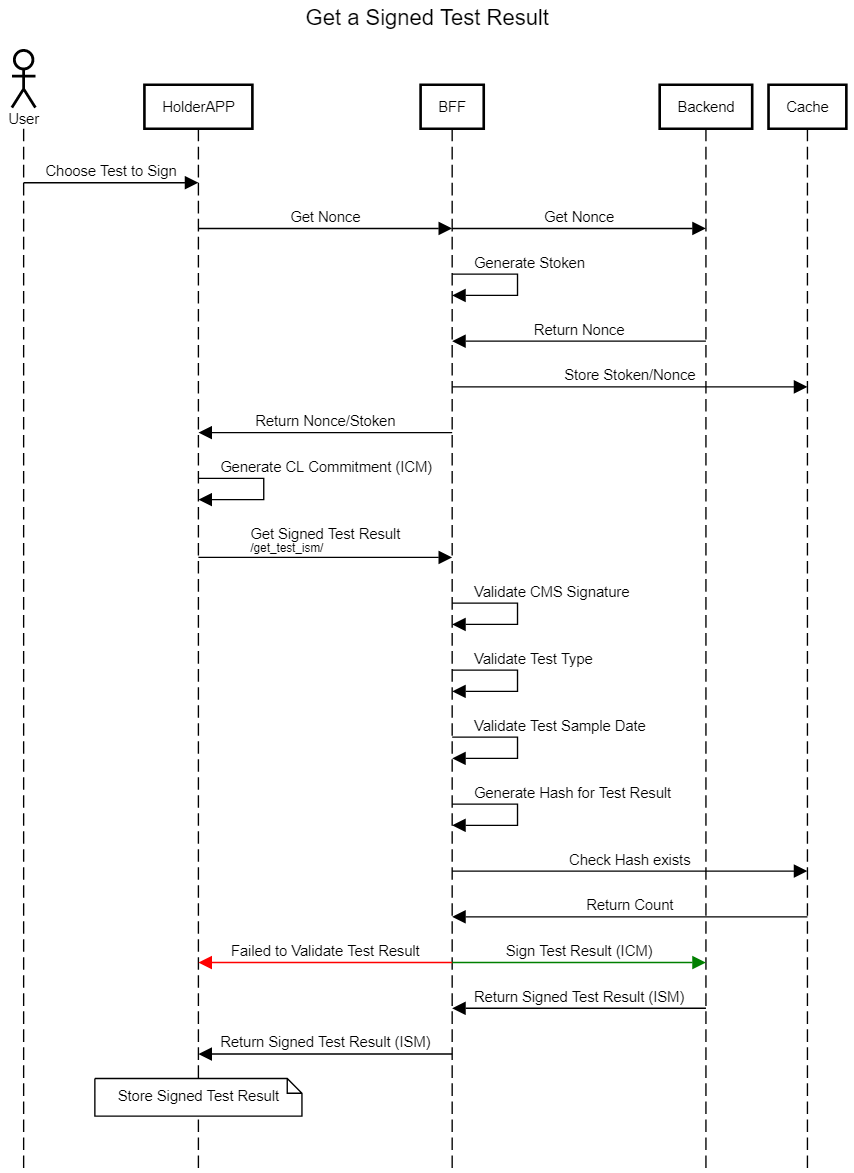 Get a Signed Test Result
User
HolderAPP
BFF
Backend
Cache
Choose Test to Sign
Get Nonce
Get Nonce
Generate Stoken
Return Nonce
Store Stoken/Nonce
Return Nonce/Stoken
Generate CL Commitment (ICM)
Get Signed Test Result
/get_test_ism/
Validate CMS Signature
Validate Test Type
Validate Test Sample Date
Generate Hash for Test Result
Check Hash exists
Return Count
Failed to Validate Test Result
Sign Test Result (ICM)
Return Signed Test Result (ISM)
Return Signed Test Result (ISM)
Store Signed Test Result